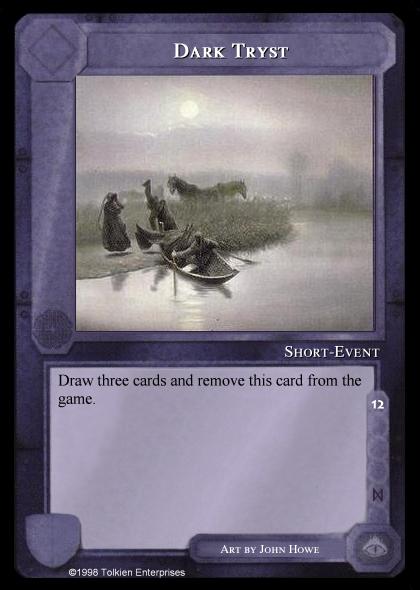 Dark Tryst
Short-Event
Draw three cards and remove this card from the
game.
12
Art by John Howe
©1998 Tolkien Enterprises